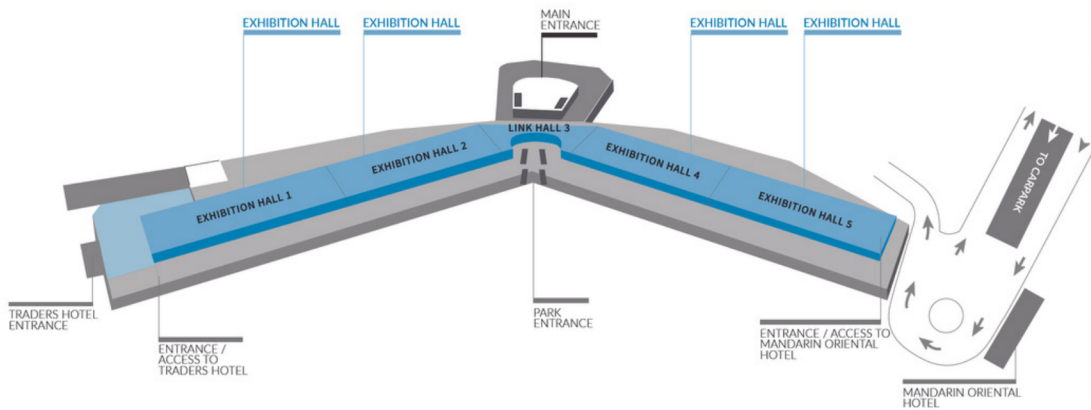 MAIN
ENTRANCE
EXHIBITION HALL
EXHIBITION HALL
EXHIBITION HALL
EXHIBITION HALL
LINK HALL 3
EXHIBITION HALL 2
EXHIBITION HALL 1
EXHIBITION HALL 4
EXHIBITION HALL 5
TO CARPARK
TRADERS HOTEL
ENTRANCE
ENTRANCE /
ACCESS TO
TRADERS HOTEL
PARK
ENTRANCE
ENTRANCE / ACCESS TO
MANDARIN ORIENTAL
HOTEL
MANDARIN ORIENTAL
HOTEL